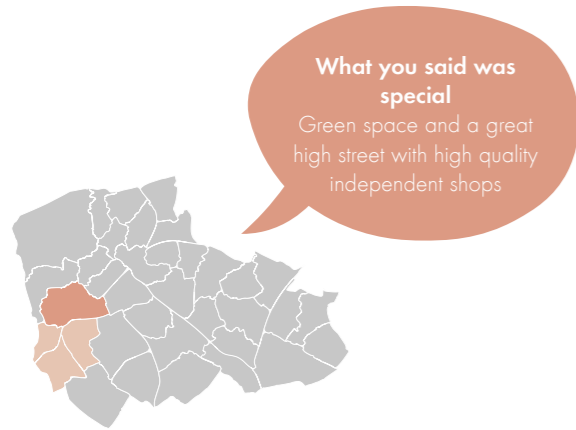 What you said was
special
Green space and a great
high street with high quality
independent shops